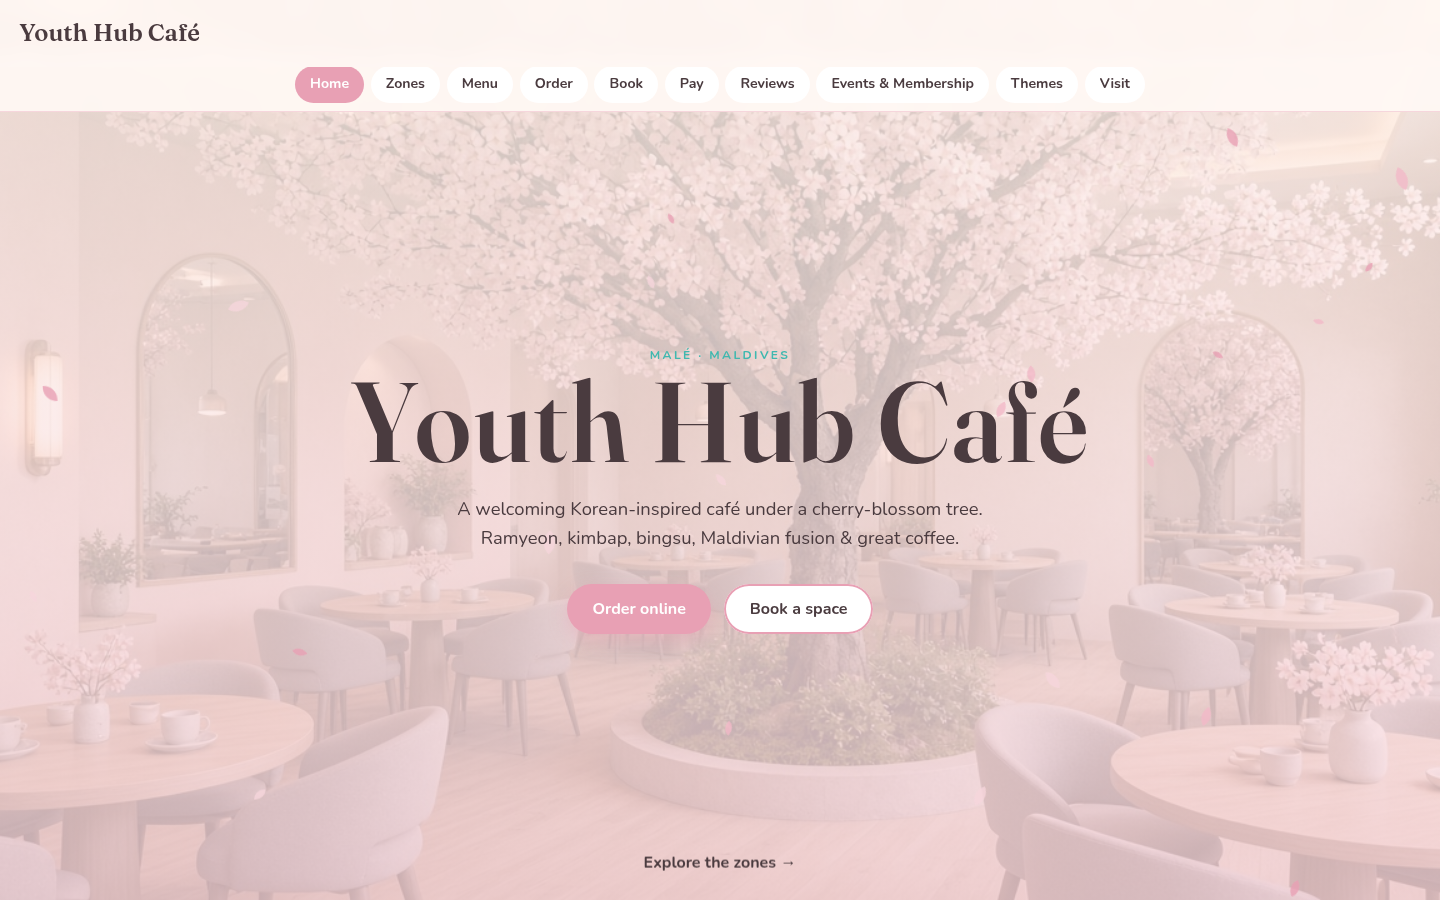 Youth Hub Café
Home Zones Menu Order Book Pay Reviews Events & Membership Themes Visit
MALÉ · MALDIVES
Youth Hub Café
A welcoming Korean-inspired café under a cherry-blossom tree.
Ramyeon, kimbap, bingsu, Maldivian fusion & great coffee.
Order online Book a space
Explore the zones →